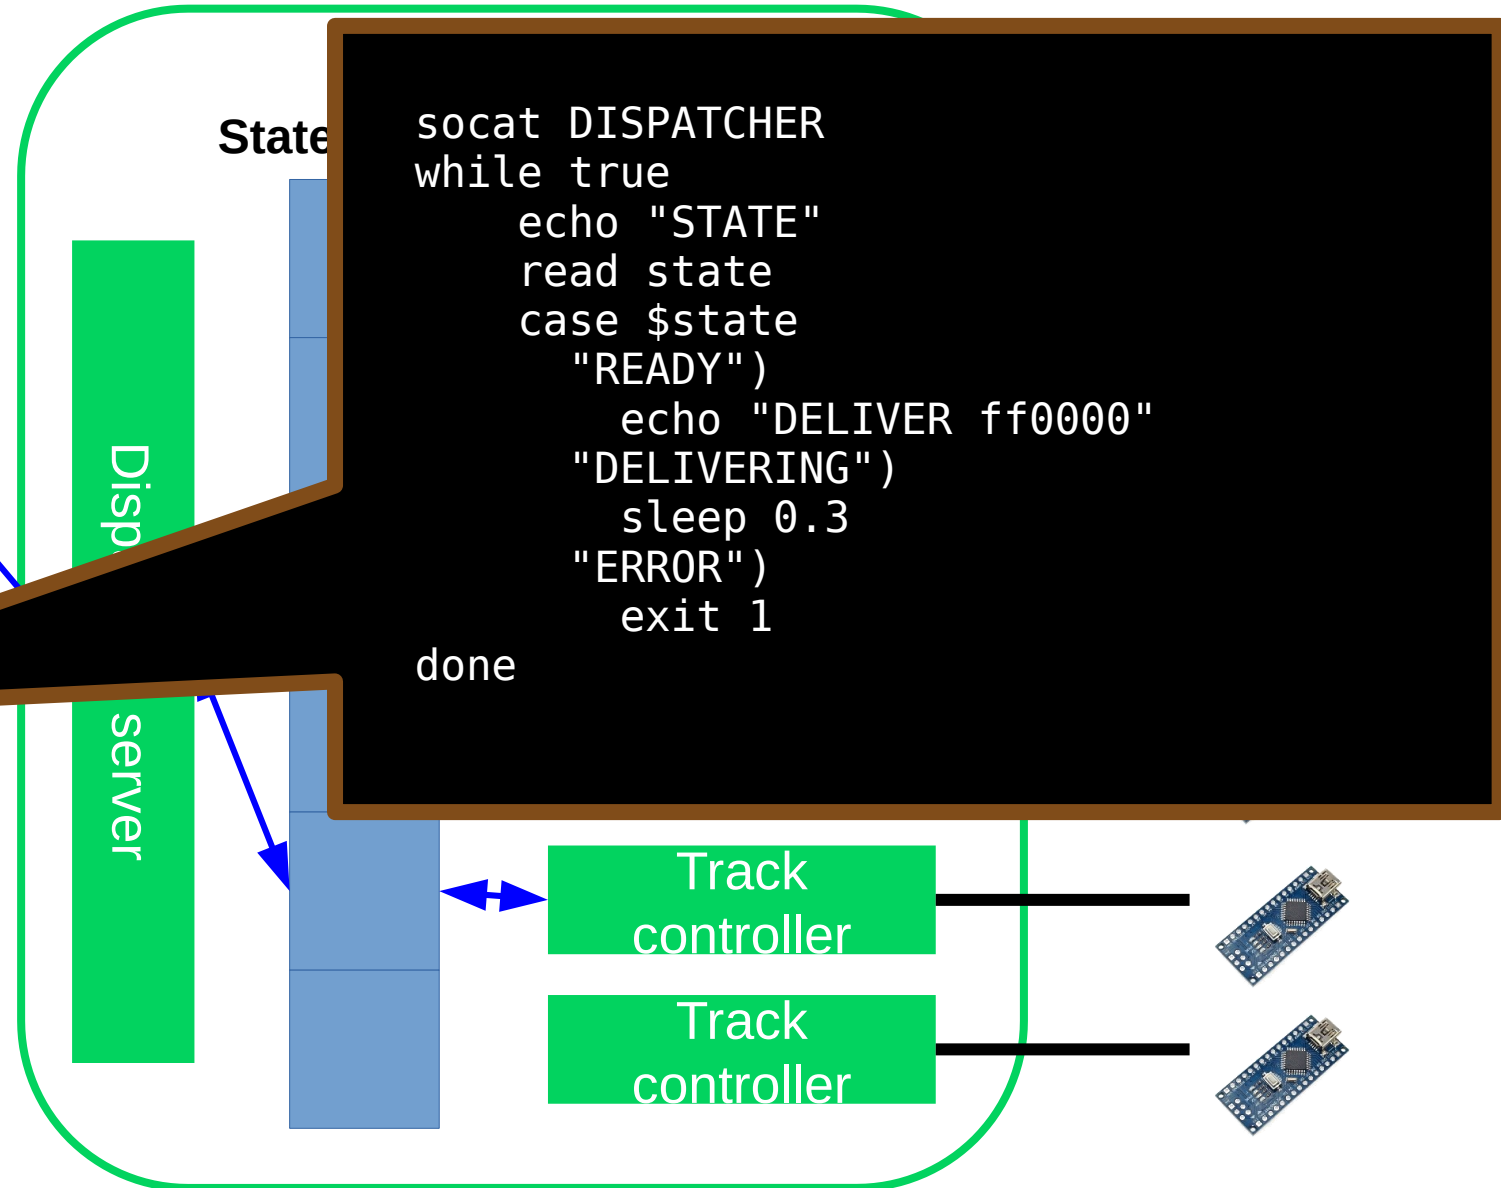 State
socat DISPATCHER
while true
    echo "STATE"
    read state
    case $state
      "READY")
        echo "DELIVER ff0000"
      "DELIVERING")
        sleep 0.3
      "ERROR")
        exit 1
done
server
Track
controller
Track
controller